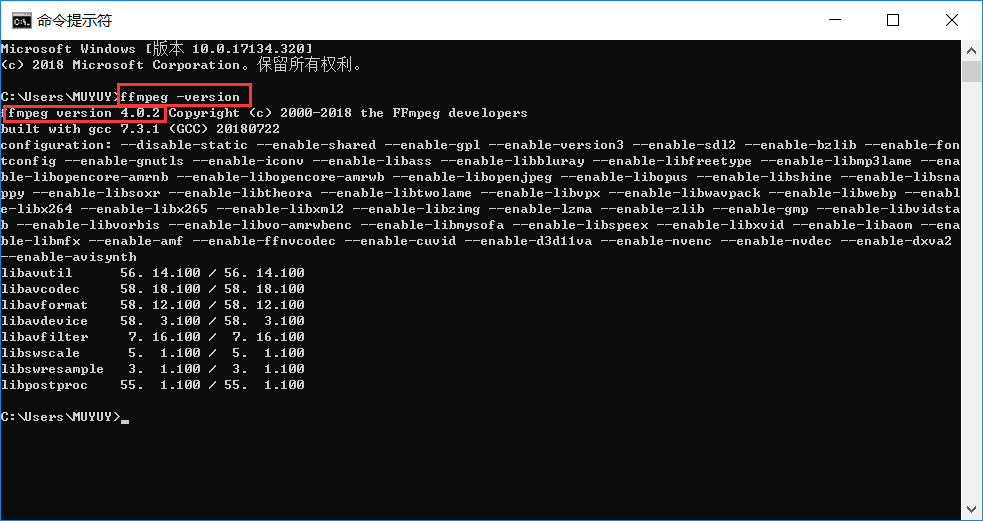 命令提示符
Microsoft Windows [版本 10.0.17134.320]
(c) 2018 Microsoft Corporation。保留所有权利。
C:\Users\MUYUY>ffmpeg -version
ffmpeg version 4.0.2 Copyright (c) 2000-2018 the FFmpeg developers
built with gcc 7.3.1 (GCC) 20180722
configuration: --disable-static --enable-shared --enable-gpl --enable-version3 --enable-sdl2 --enable-bzlib --enable-fon
tconfig --enable-gnutls --enable-iconv --enable-libass --enable-libbluray --enable-libfreetype --enable-libmp3lame --ena
ble-libopencore-amrnb --enable-libopencore-amrwb --enable-libopenjpeg --enable-libopus --enable-libshine --enable-libsna
ppy --enable-libsoxr --enable-libtheora --enable-libtwolame --enable-libvpx --enable-libwavpack --enable-libwebp --enabl
e-libx264 --enable-libx265 --enable-libxml2 --enable-libzimg --enable-lzma --enable-zlib --enable-gmp --enable-libvidsta
b --enable-libvorbis --enable-libvo-amrwbenc --enable-libmysofa --enable-libspeex --enable-libxvid --enable-libaom --ena
ble-libmfx --enable-amf --enable-ffnvcodec --enable-cuvid --enable-d3d11va --enable-nvenc --enable-nvdec --enable-dxva2
--enable-avisynth
libavutil      56. 14.100 / 56. 14.100
libavcodec     58. 18.100 / 58. 18.100
libavformat    58. 12.100 / 58. 12.100
libavdevice    58.  3.100 / 58.  3.100
libavfilter     7. 16.100 /  7. 16.100
libswscale      5.  1.100 /  5.  1.100
libswresample   3.  1.100 /  3.  1.100
libpostproc    55.  1.100 / 55.  1.100
C:\Users\MUYUY>